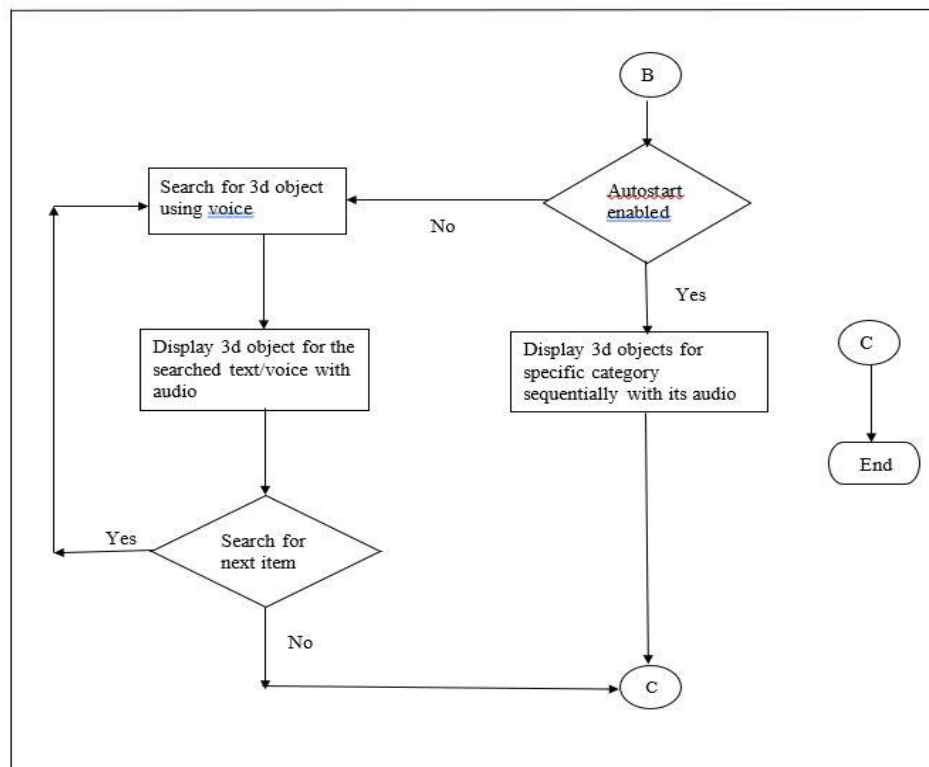 B
Autostart
enabled
No
Yes
Search for 3d object
using voice
Display 3d object for the
searched text/voice with
audio
Display 3d objects for
specific category
sequentially with its audio
Search for
next item
Yes
No
C
C
End